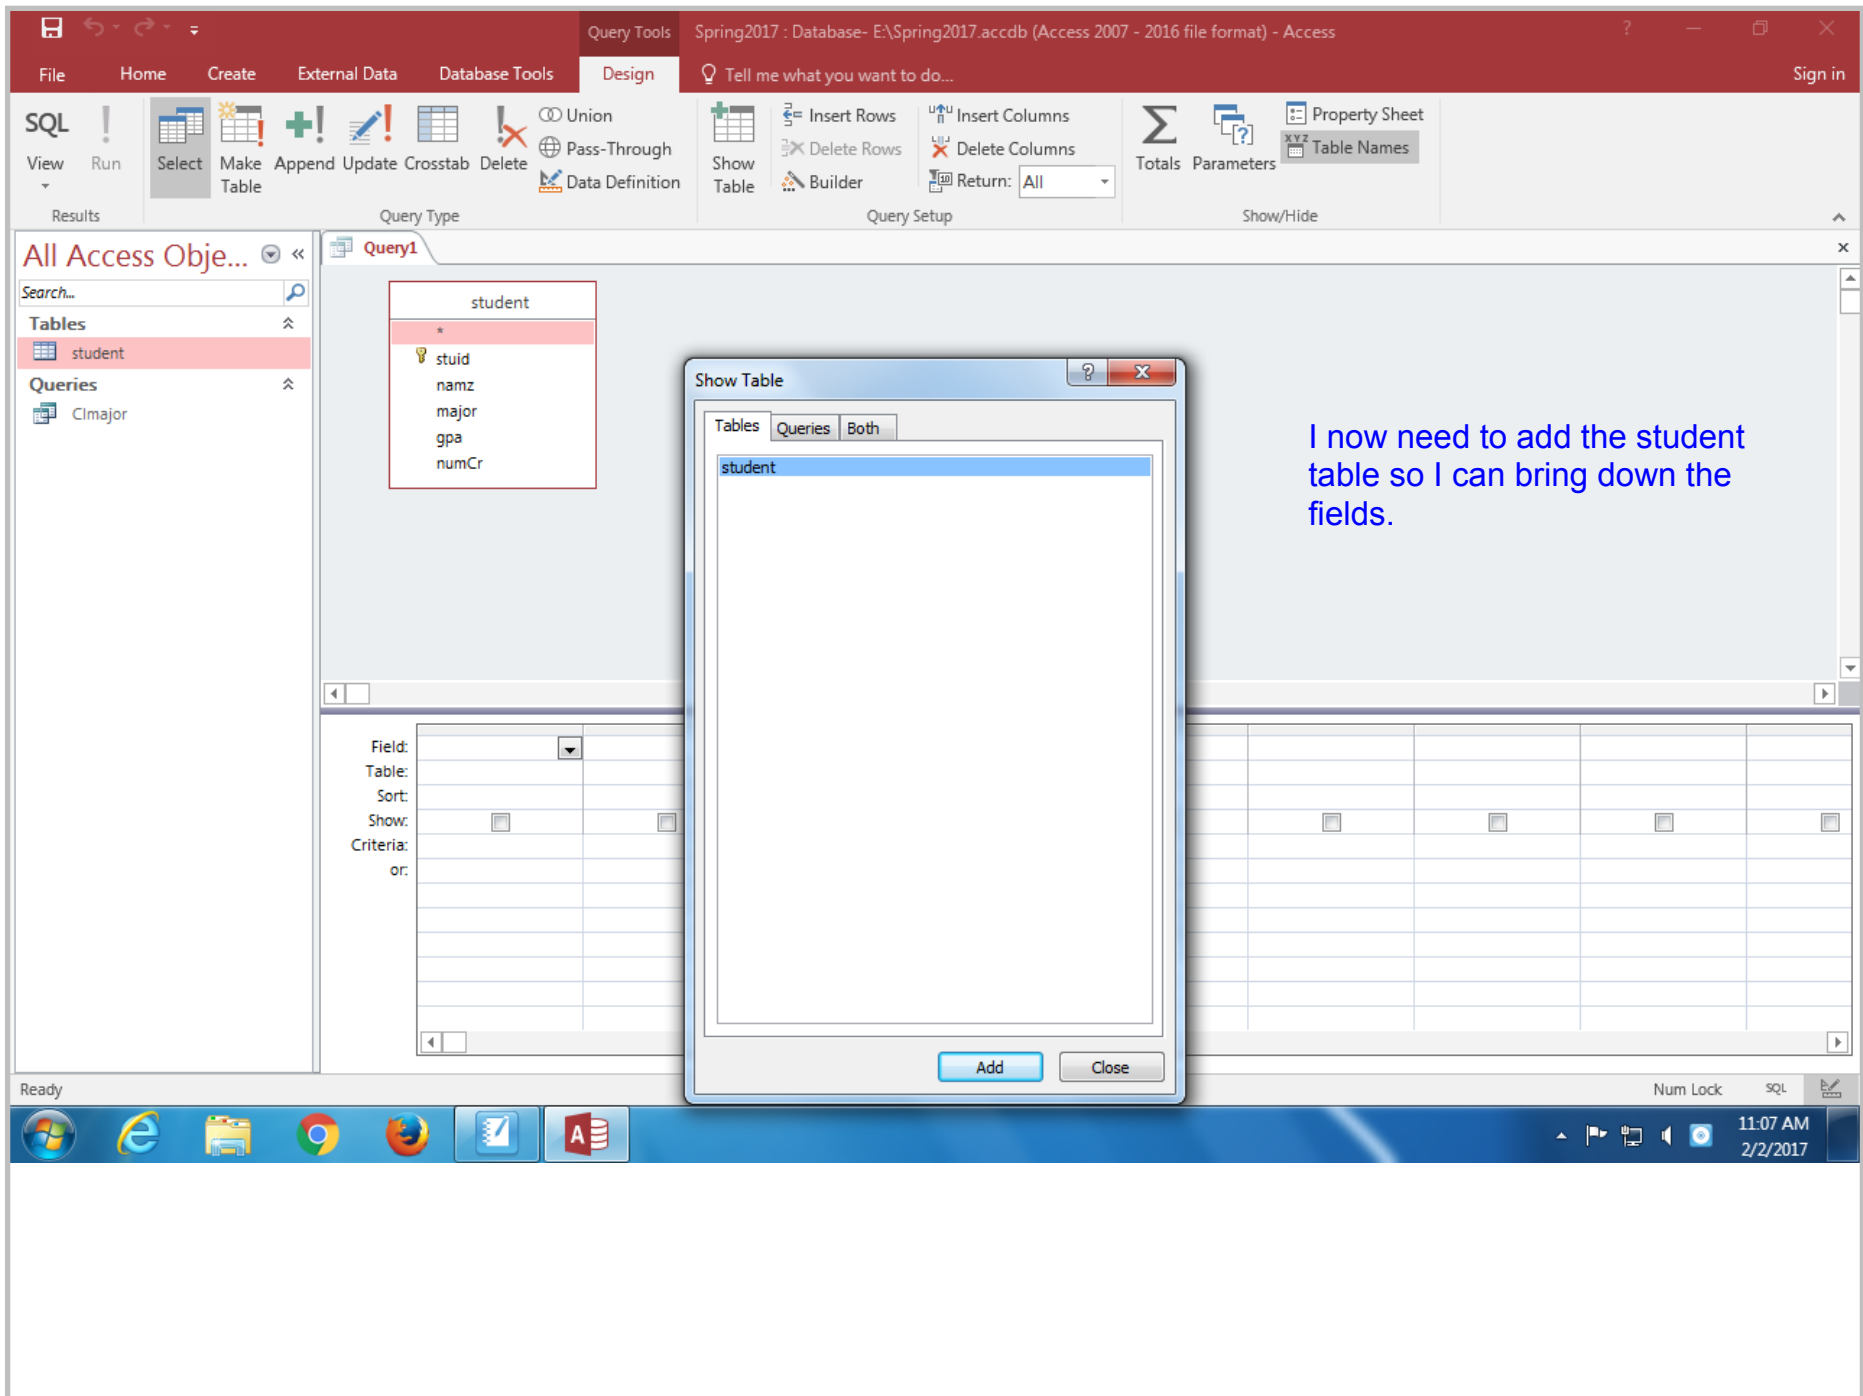 Query Tools
Spring2017 : Database- E:\Spring2017.accdb (Access 2007 - 2016 file format) - Access
?
File
Home
Create
External Data
Database Tools
Design
Tell me what you want to do...
Sign in
SQL
View
Run
Select
Make
Table
Append
Update
Crosstab
Delete
Union
Pass-Through
Data Definition
Show
Table
Insert Rows
Delete Rows
Builder
Insert Columns
Delete Columns
Return: All
Totals
Parameters
Property Sheet
Table Names
Results
Query Type
Query Setup
Show/Hide
All Access Obje...
Search...
Tables
student
Queries
CImajor
Query1
student
*
stuid
namz
major
gpa
numCr
Show Table
Tables
Queries
Both
student
Add
Close
I now need to add the student
table so I can bring down the
fields.
Field:
Table:
Sort:
Show:
Criteria:
or:
Ready
Num Lock
SQL
11:07 AM
2/2/2017